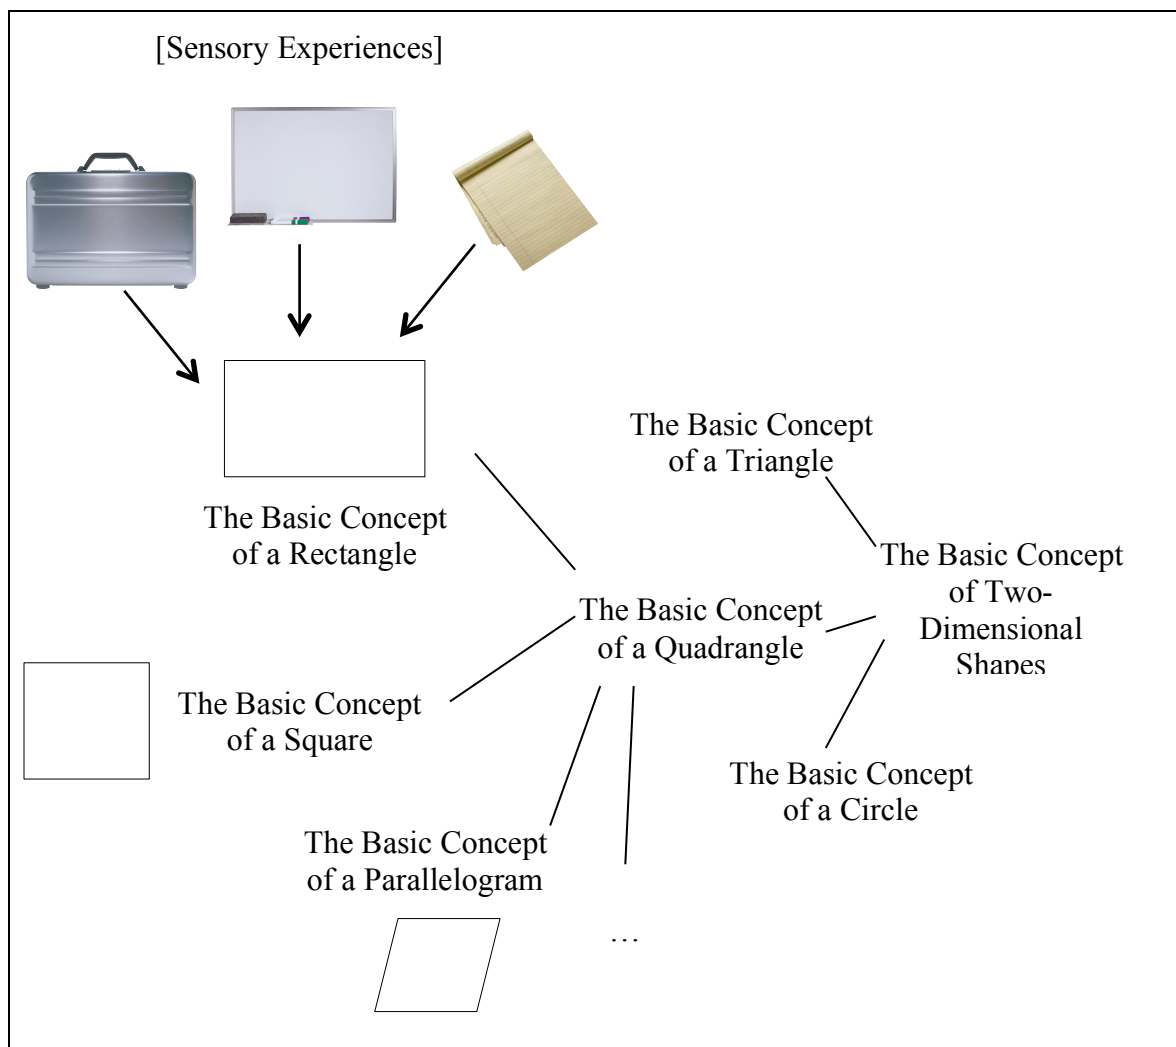 [Sensory Experiences]
The Basic Concept
of a Triangle
The Basic Concept
of a Rectangle
The Basic Concept
of Two-
Dimensional
Shapes
The Basic Concept
of a Quadrangle
The Basic Concept
of a Square
The Basic Concept
of a Circle
The Basic Concept
of a Parallelogram
…